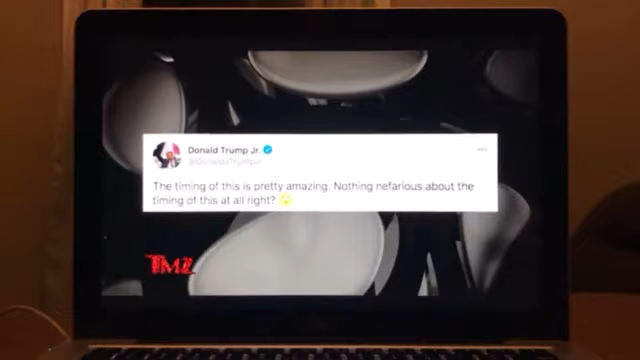 Donald Trump Jr.
@DonaldJTrumpJr
The timing of this is pretty amazing. Nothing nefarious about the
timing of this at all right? 🙄
TMZ